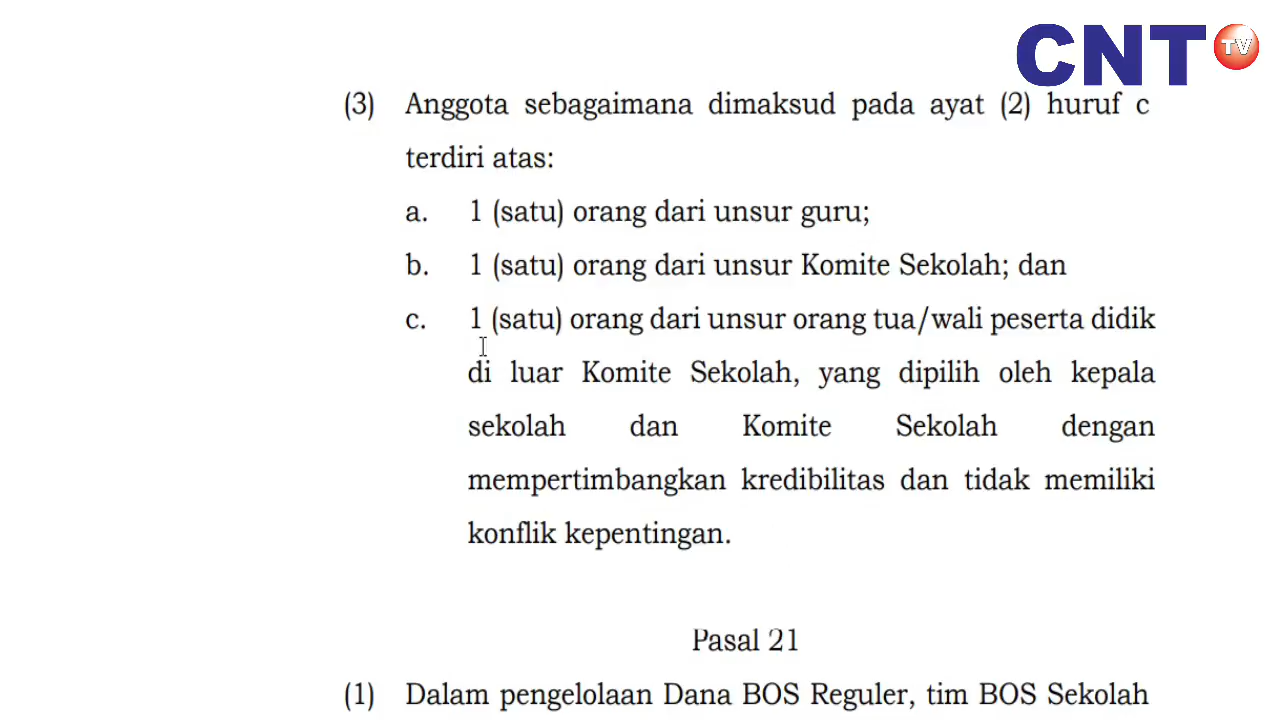 CNT TV
(3) Anggota sebagaimana dimaksud pada ayat (2) huruf c
terdiri atas:
a. 1 (satu) orang dari unsur guru;
b. 1 (satu) orang dari unsur Komite Sekolah; dan
c. 1 (satu) orang dari unsur orang tua/wali peserta didik
di luar Komite Sekolah, yang dipilih oleh kepala
sekolah dan Komite Sekolah dengan
mempertimbangkan kredibilitas dan tidak memiliki
konflik kepentingan.
Pasal 21
(1) Dalam pengelolaan Dana BOS Reguler, tim BOS Sekolah